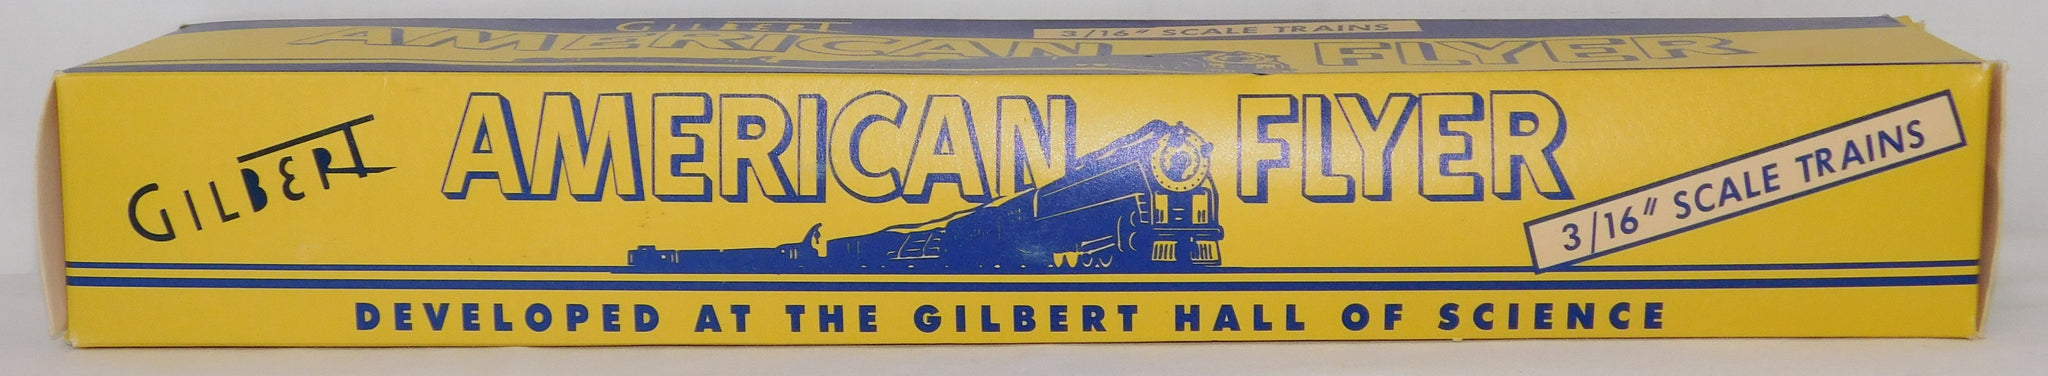 GILBERT
3/16" SCALE TRAINS
AMERICAN FLYER
GILBERT
AMERICAN FLYER
3/16" SCALE TRAINS
DEVELOPED AT THE GILBERT HALL OF SCIENCE